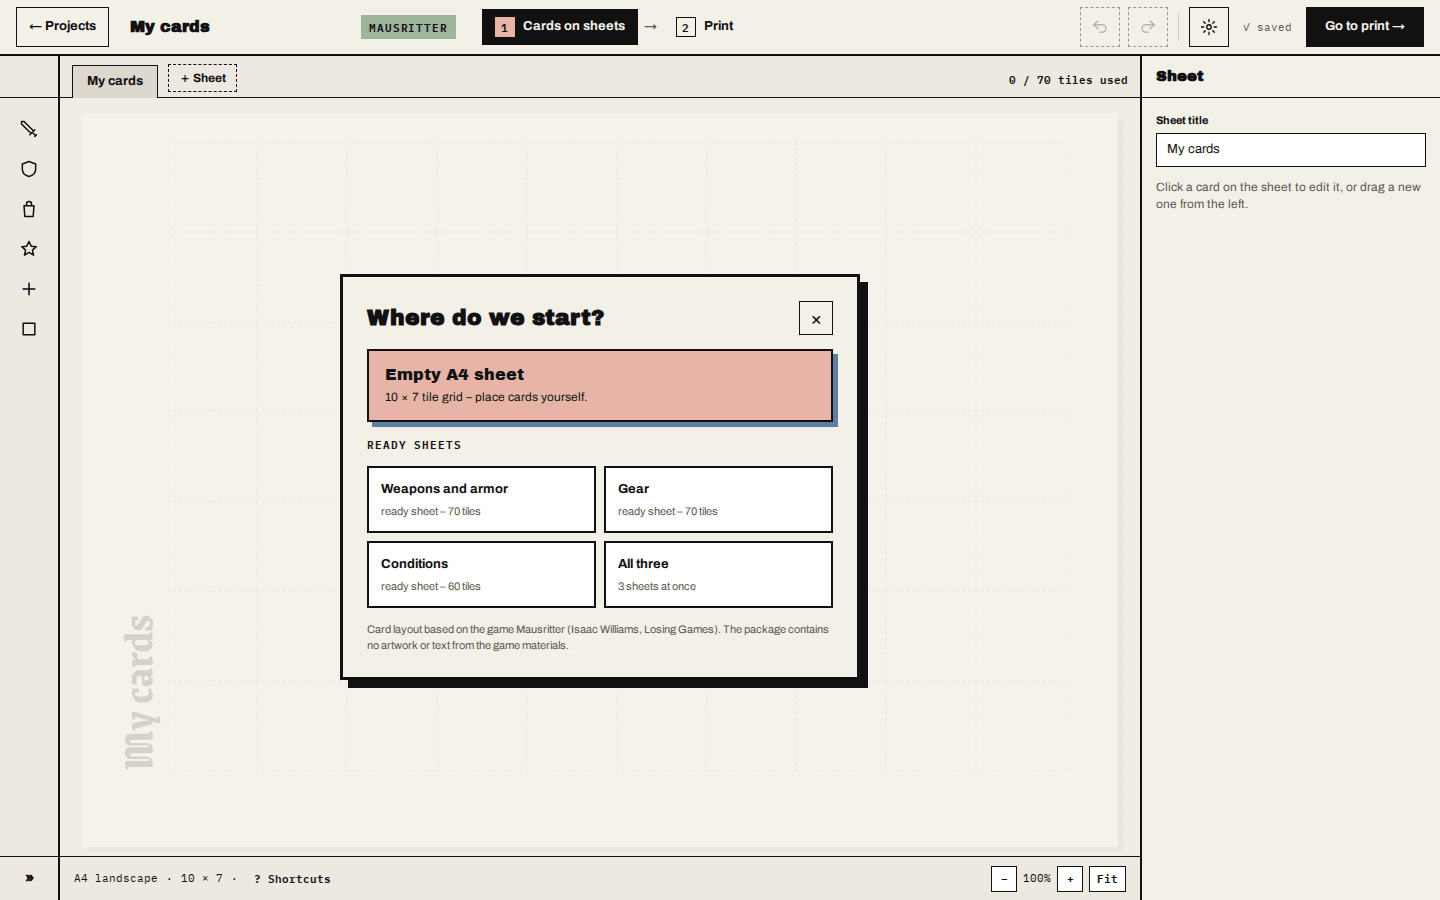 ← Projects
My cards
MAUSRITTER
1 Cards on sheets →
2 Print
√ saved
Go to print →
My cards
+ Sheet
0 / 70 tiles used
Sheet
Sheet title
My cards
Click a card on the sheet to edit it, or drag a new
one from the left.
Where do we start?
×
Empty A4 sheet
10 × 7 tile grid – place cards yourself.
READY SHEETS
Weapons and armor
ready sheet – 70 tiles
Gear
ready sheet – 70 tiles
Conditions
ready sheet – 60 tiles
All three
3 sheets at once
Card layout based on the game Mausritter (Isaac Williams, Losing Games). The package contains
no artwork or text from the game materials.
My cards
»
A4 landscape · 10 × 7 ·
? Shortcuts
− 100% + Fit